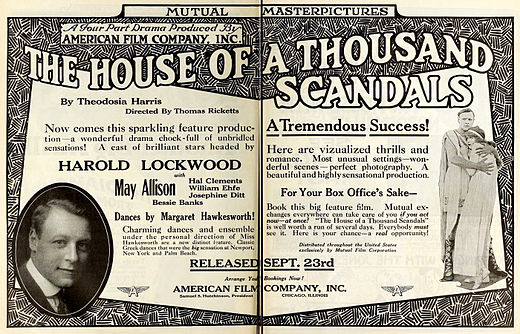 MUTUAL MASTERPICTURES
A Four Part Drama Produced By
AMERICAN FILM COMPANY, INC.
THE HOUSE OF A THOUSAND
SCANDALS
By Theodosia Harris
Directed By Thomas Ricketts
Now comes this sparkling feature produc-
tion—a wonderful drama chock-full of unbridled
sensations! A cast of brilliant stars headed by
HAROLD LOCKWOOD
with
May Allison
Hal Clements
William Ehfe
Josephine Ditt
Bessie Banks
Dances by Margaret Hawkesworth!
Charming dances and ensemble
under the personal direction of Miss
Hawkesworth are a new distinct feature. Classic
Greek dances that were the big sensation at Newport,
New York and Palm Beach.
A Tremendous Success!
Here are vizualized thrills and
romance. Most unusual settings—won-
derful scenes—perfect photography. A
beautiful and highly sensational production.
For Your Box Office's Sake—
Book this big feature film. Mutual ex-
changes everywhere can take care of you if you act
now—at once! "The House of a Thousand Scandals"
is well worth a run of several days. Everybody must
see it. Here is your chance—a real opportunity!
Distributed throughout the United States
exclusively by Mutual Film Corporation
RELEASED SEPT. 23rd
Arrange Your Bookings Now!
AMERICAN FILM COMPANY, INC.
Samuel S. Hutchinson, President
CHICAGO, ILLINOIS